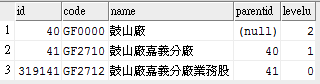 id code name parentid levelu
1 40 GF0000 鼓山廠 (null) 2
2 41 GF2710 鼓山廠嘉義分廠 40 1
3 319141 GF2712 鼓山廠嘉義分廠業務股 41 0